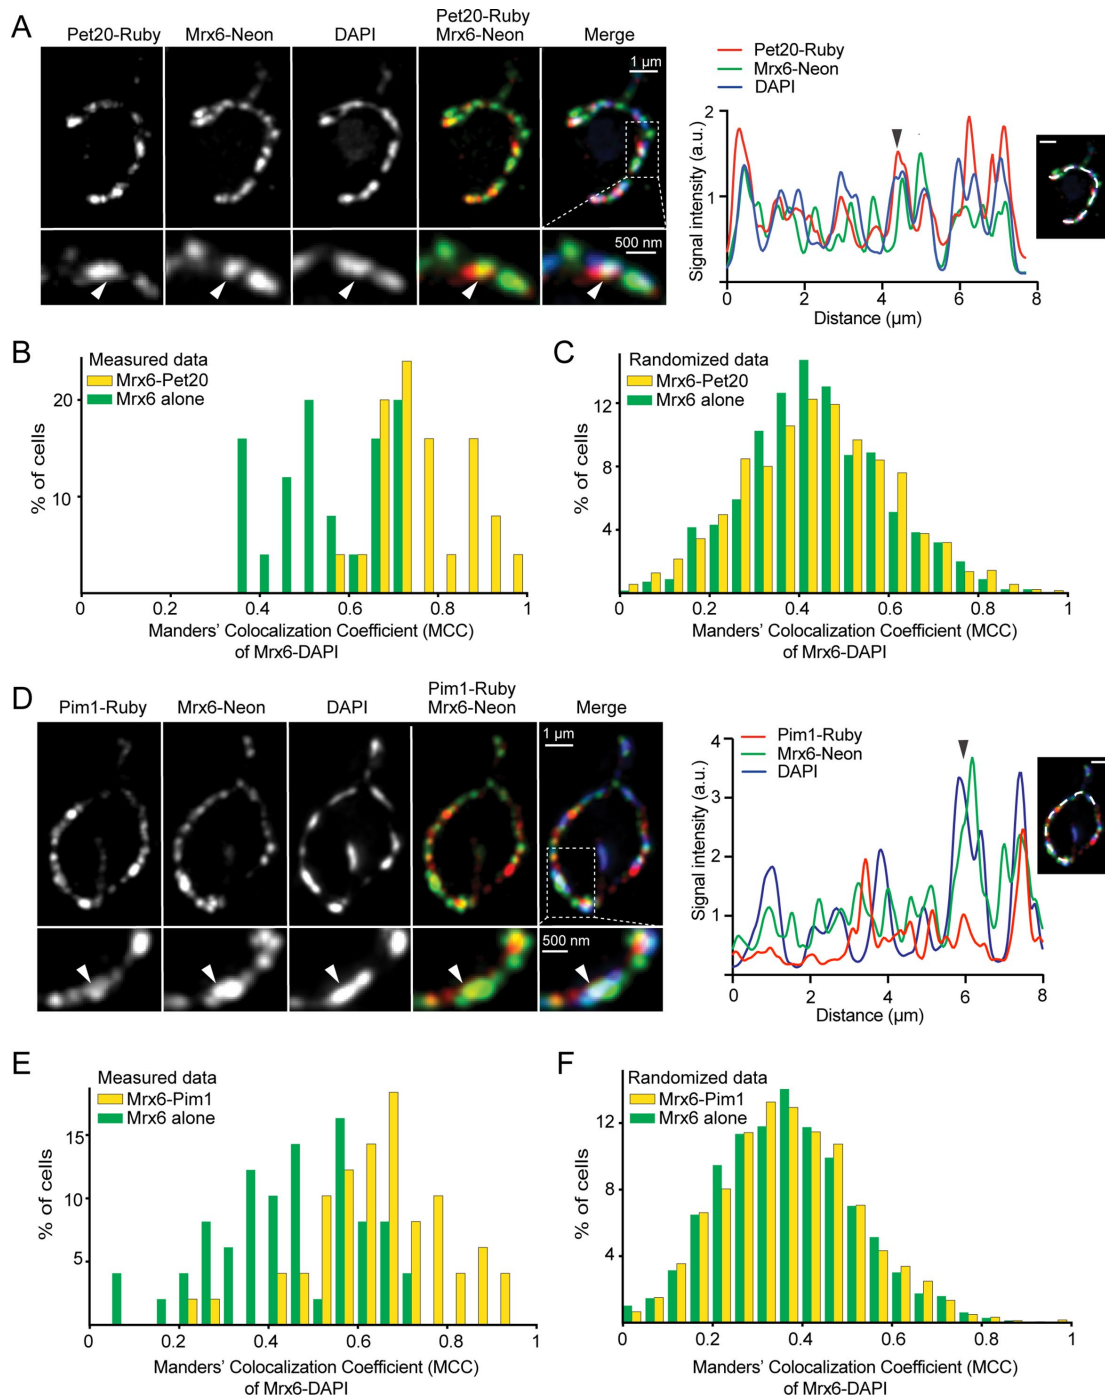 A
Pet20-Ruby
Mrx6-Neon
DAPI
Pet20-Ruby
Mrx6-Neon
Merge
1 µm
500 nm
Pet20-Ruby
Mrx6-Neon
DAPI
Signal intensity (a.u.)
2
1
0
0 2 4 6 8
Distance (µm)
B
Measured data
Mrx6-Pet20
Mrx6 alone
% of cells
20
10
0 0.4 0.6 0.8 1
Manders' Colocalization Coefficient (MCC)
of Mrx6-DAPI
C
Randomized data
Mrx6-Pet20
Mrx6 alone
% of cells
12
8
4
0 0.2 0.4 0.6 0.8 1
Manders' Colocalization Coefficient (MCC)
of Mrx6-DAPI
D
Pim1-Ruby
Mrx6-Neon
DAPI
Pim1-Ruby
Mrx6-Neon
Merge
1 µm
500 nm
Pim1-Ruby
Mrx6-Neon
DAPI
Signal intensity (a.u.)
4
3
2
1
0 2 4 6 8
Distance (µm)
E
Measured data
Mrx6-Pim1
Mrx6 alone
% of cells
15
10
5
0 0.2 0.4 0.6 0.8 1
Manders' Colocalization Coefficient (MCC)
of Mrx6-DAPI
F
Randomized data
Mrx6-Pim1
Mrx6 alone
% of cells
12
8
4
0 0.2 0.4 0.6 0.8 1
Manders' Colocalization Coefficient (MCC)
of Mrx6-DAPI